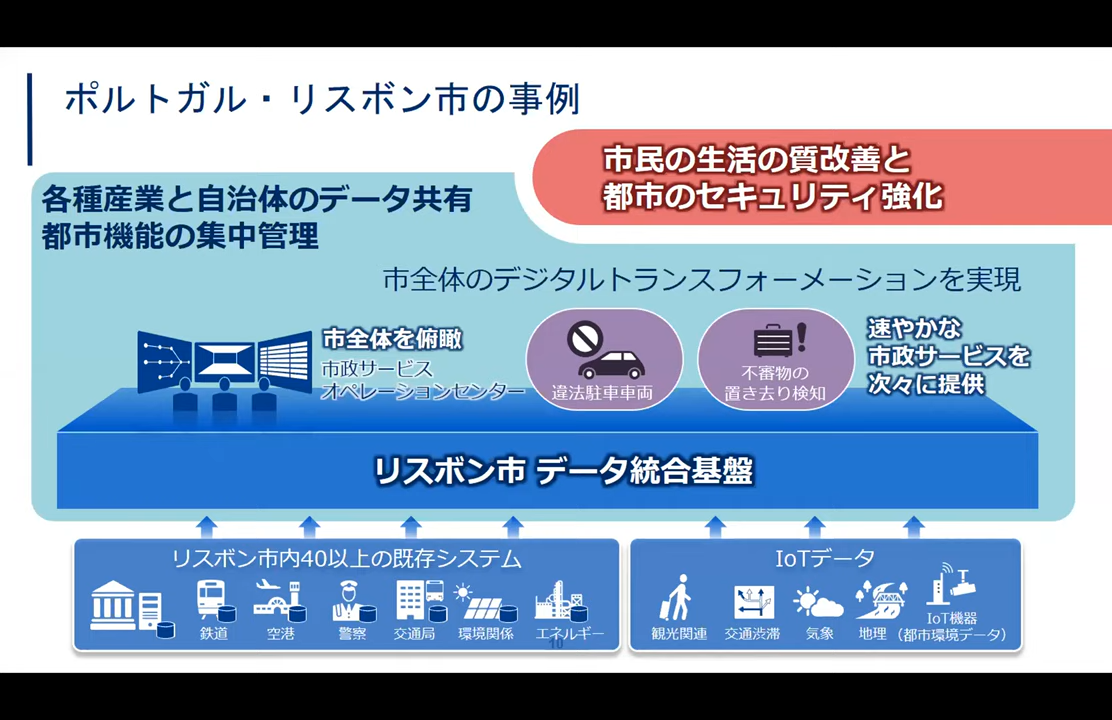 ポルトガル・リスボン市の事例
市民の生活の質改善と
都市のセキュリティ強化
各種産業と自治体のデータ共有
都市機能の集中管理
市全体のデジタルトランスフォーメーションを実現
市全体を俯瞰
市政サービス
オペレーションセンター
違法駐車車両
不審物の
置き去り検知
速やかな
市政サービスを
次々に提供
リスボン市 データ統合基盤
リスボン市内40以上の既存システム
鉄道
空港
警察
交通局
環境関係
エネルギー
IoTデータ
観光関連
交通渋滞
気象
地理
IoT機器
(都市環境データ)
10